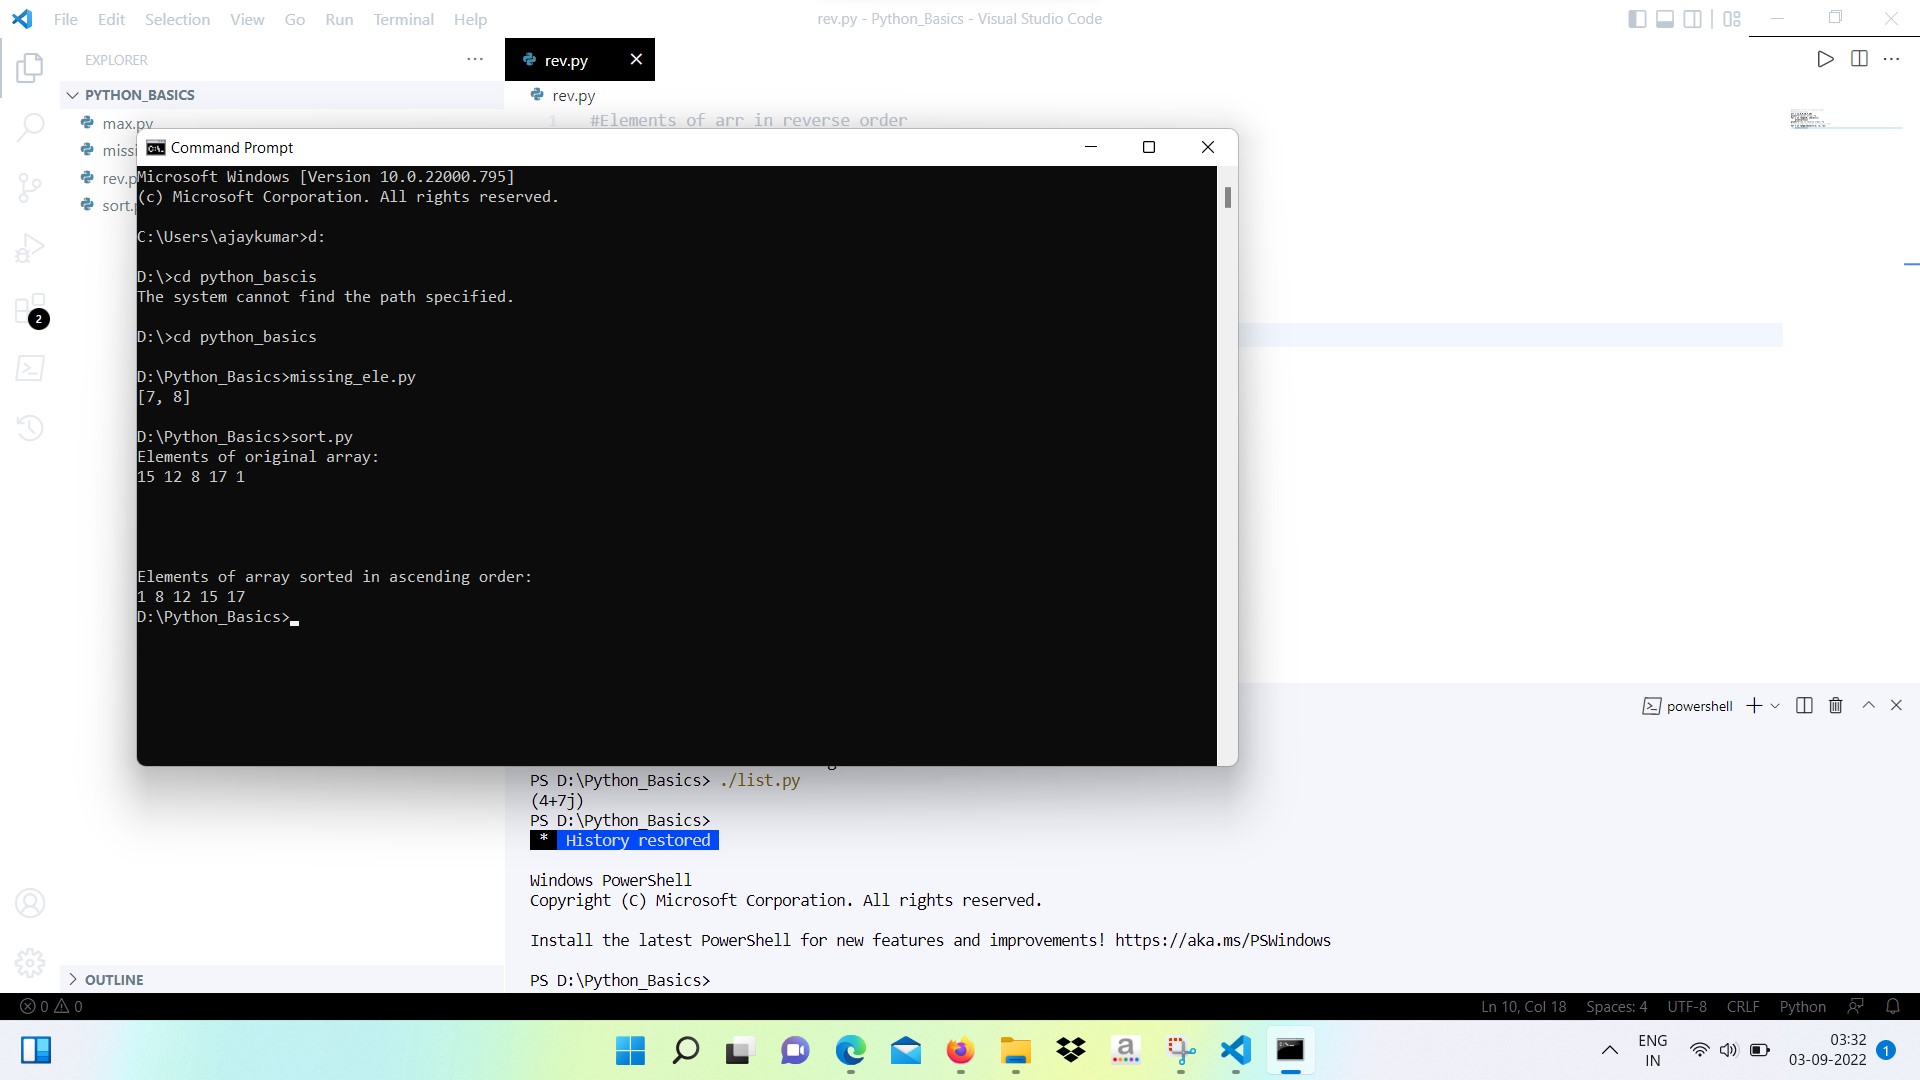 File Edit Selection View Go Run Terminal Help
rev.py - Python_Basics - Visual Studio Code
EXPLORER
PYTHON_BASICS
max.py
missi
rev.p
sort.
2
rev.py
rev.py
1 #Elements of arr in reverse order
Command Prompt
Microsoft Windows [Version 10.0.22000.795]
(c) Microsoft Corporation. All rights reserved.
C:\Users\ajaykumar>d:
D:\>cd python_bascis
The system cannot find the path specified.
D:\>cd python_basics
D:\Python_Basics>missing_ele.py
[7, 8]
D:\Python_Basics>sort.py
Elements of original array:
15 12 8 17 1
Elements of array sorted in ascending order:
1 8 12 15 17
D:\Python_Basics>
powershell
PS D:\Python_Basics> ./list.py
(4+7j)
PS D:\Python_Basics>
* History restored
Windows PowerShell
Copyright (C) Microsoft Corporation. All rights reserved.
Install the latest PowerShell for new features and improvements! https://aka.ms/PSWindows
PS D:\Python_Basics>
OUTLINE
0 0
Ln 10, Col 18 Spaces: 4 UTF-8 CRLF Python
a
ENG
IN
03:32
03-09-2022
1